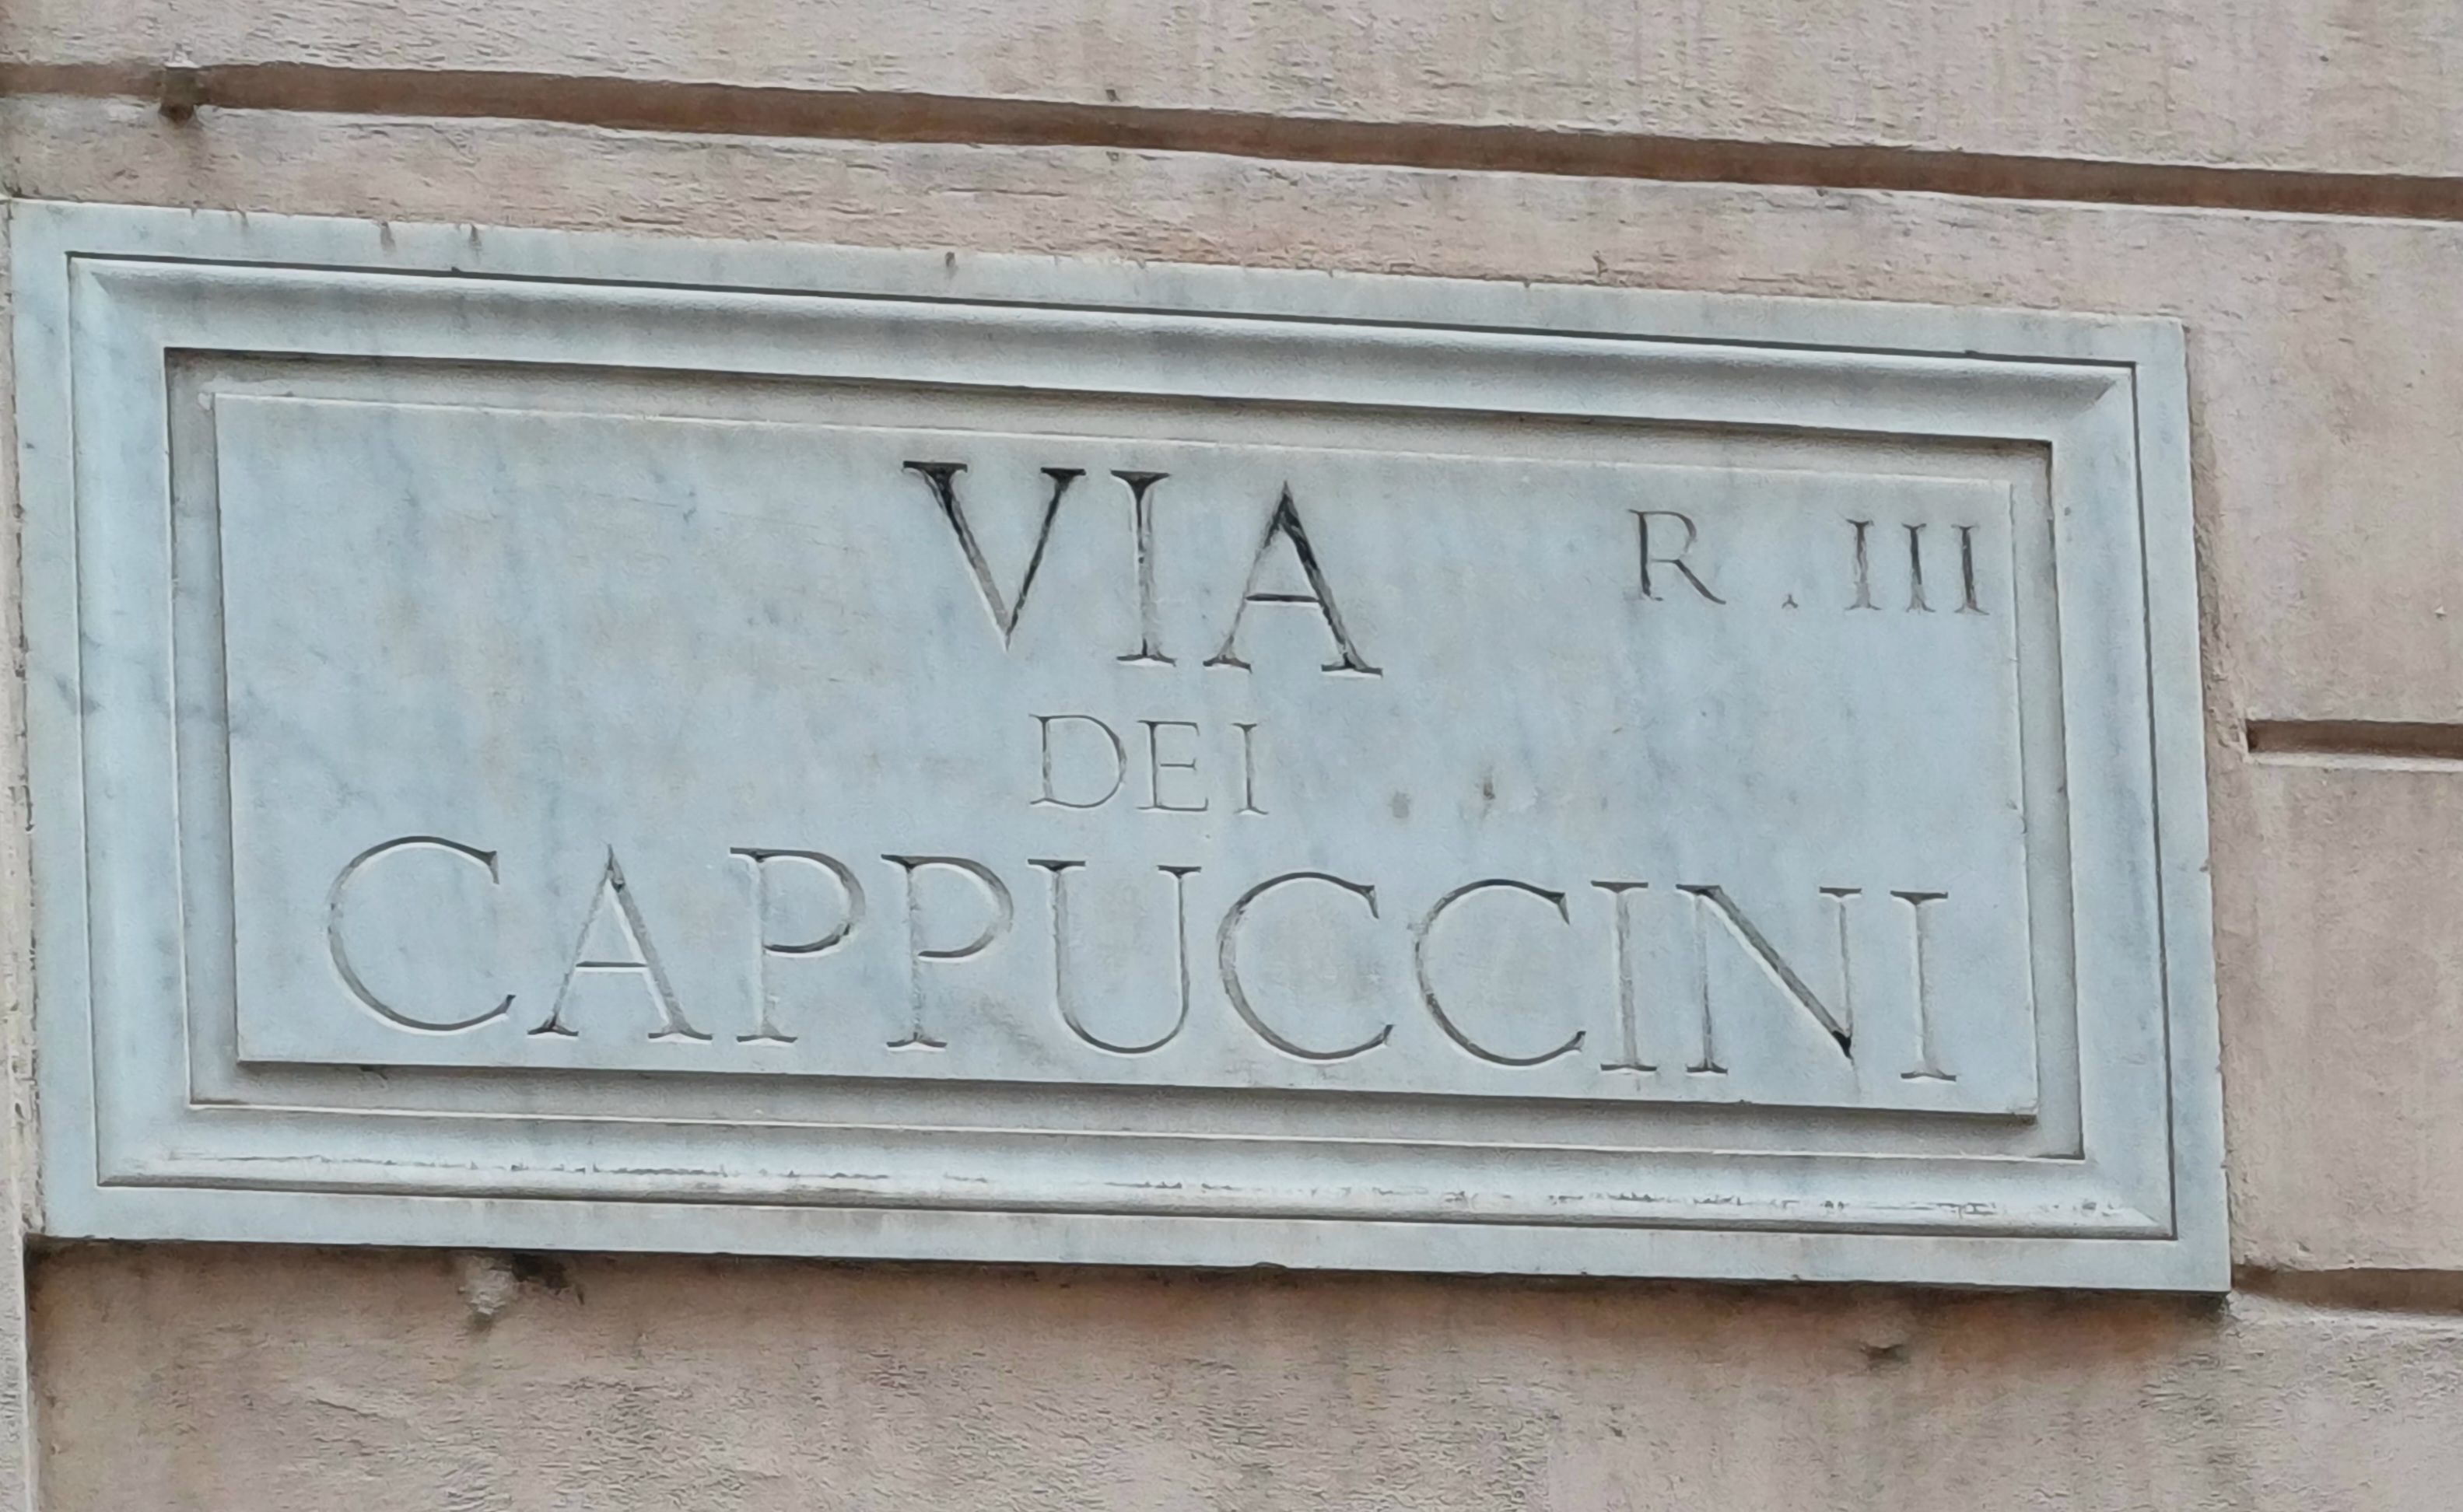 VIA R . III
DEI
CAPPUCCINI